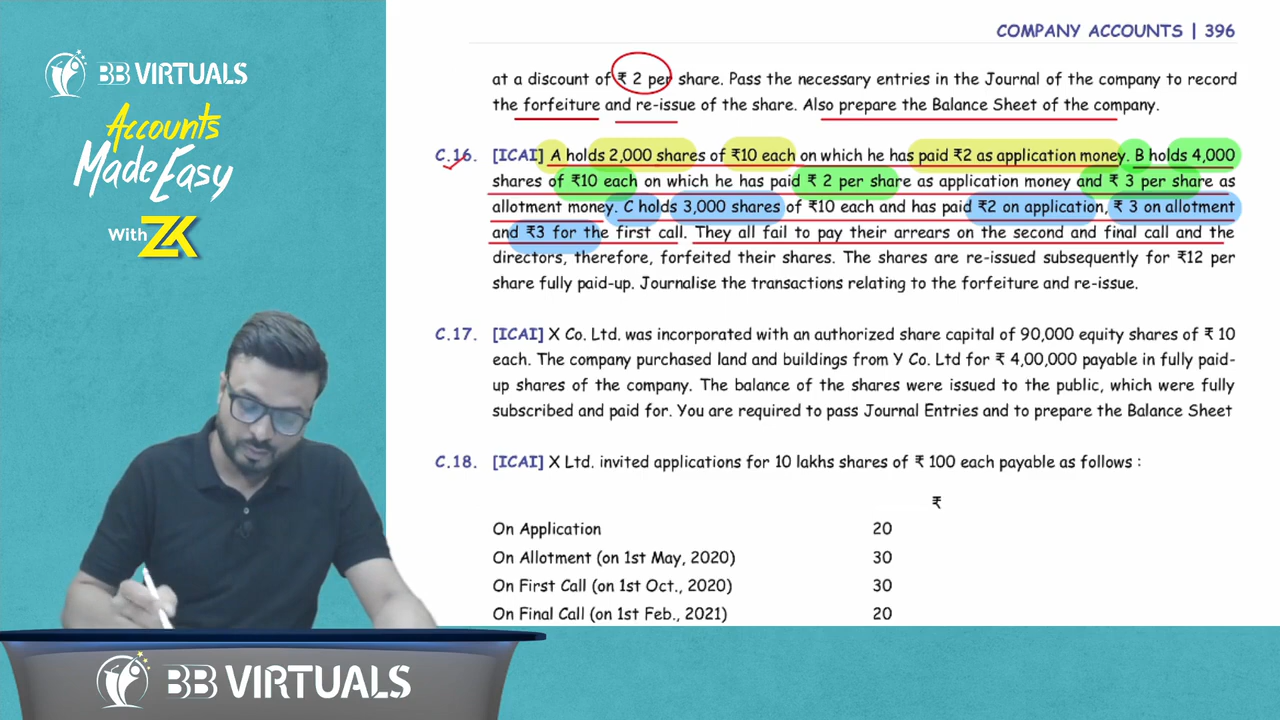 BB VIRTUALS
Accounts
Made Easy
With ZK
COMPANY ACCOUNTS | 396
at a discount of ₹ 2 per share. Pass the necessary entries in the Journal of the company to record
the forfeiture and re-issue of the share. Also prepare the Balance Sheet of the company.
C.16. [ICAI] A holds 2,000 shares of ₹10 each on which he has paid ₹2 as application money. B holds 4,000
shares of ₹10 each on which he has paid ₹ 2 per share as application money and ₹ 3 per share as
allotment money. C holds 3,000 shares of ₹10 each and has paid ₹2 on application, ₹ 3 on allotment
and ₹3 for the first call. They all fail to pay their arrears on the second and final call and the
directors, therefore, forfeited their shares. The shares are re-issued subsequently for ₹12 per
share fully paid-up. Journalise the transactions relating to the forfeiture and re-issue.
C.17. [ICAI] X Co. Ltd. was incorporated with an authorized share capital of 90,000 equity shares of ₹ 10
each. The company purchased land and buildings from Y Co. Ltd for ₹ 4,00,000 payable in fully paid-
up shares of the company. The balance of the shares were issued to the public, which were fully
subscribed and paid for. You are required to pass Journal Entries and to prepare the Balance Sheet
C.18. [ICAI] X Ltd. invited applications for 10 lakhs shares of ₹ 100 each payable as follows :
₹
On Application 20
On Allotment (on 1st May, 2020) 30
On First Call (on 1st Oct., 2020) 30
On Final Call (on 1st Feb., 2021) 20
BB VIRTUALS